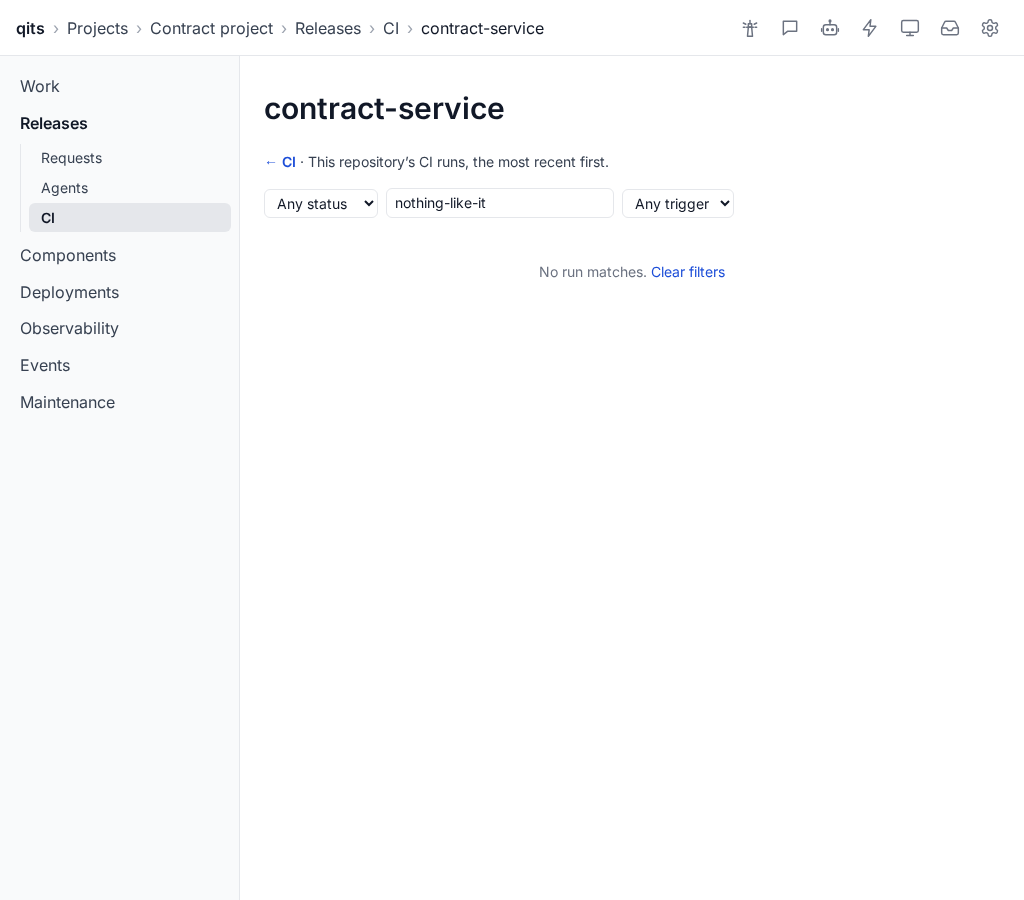 qits › Projects › Contract project › Releases › CI › contract-service
Work
Releases
Requests
Agents
CI
Components
Deployments
Observability
Events
Maintenance
contract-service
← CI · This repository’s CI runs, the most recent first.
Any status nothing-like-it Any trigger
No run matches. Clear filters